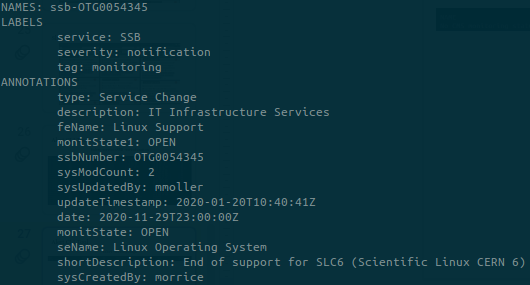 NAMES: ssb-OTG0054345
LABELS
service: SSB
severity: notification
tag: monitoring
ANNOTATIONS
type: Service Change
description: IT Infrastructure Services
feName: Linux Support
monitState1: OPEN
ssbNumber: OTG0054345
sysModCount: 2
sysUpdatedBy: mmoller
updateTimestamp: 2020-01-20T10:40:41Z
date: 2020-11-29T23:00:00Z
monitState: OPEN
seName: Linux Operating System
shortDescription: End of support for SLC6 (Scientific Linux CERN 6)
sysCreatedBy: morrice